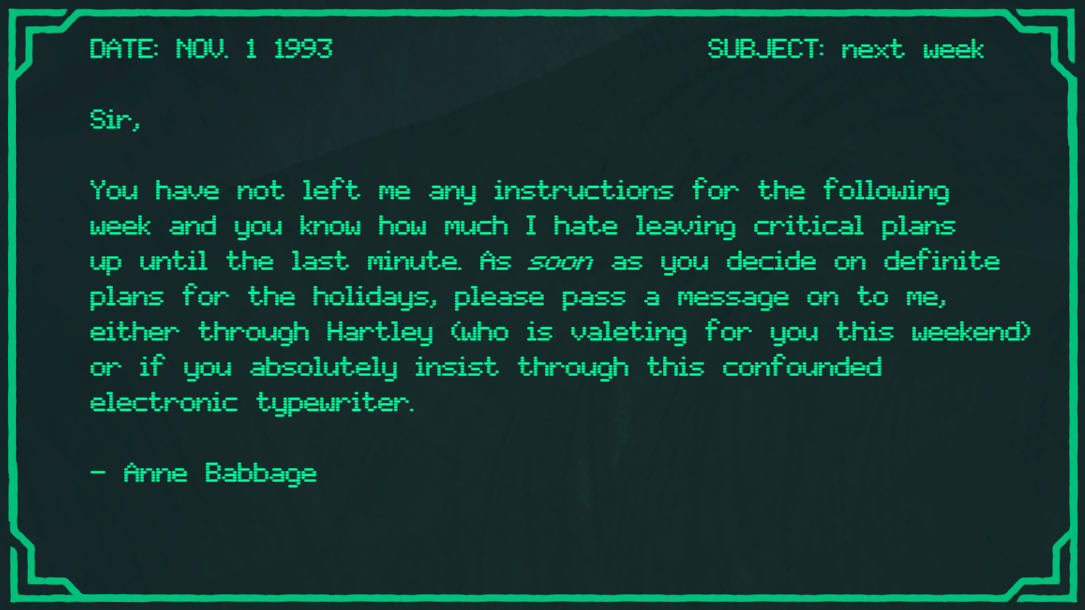 DATE: NOV. 1 1993 SUBJECT: next week
Sir,
You have not left me any instructions for the following
week and you know how much I hate leaving critical plans
up until the last minute. As soon as you decide on definite
plans for the holidays, please pass a message on to me,
either through Hartley (who is valeting for you this weekend)
or if you absolutely insist through this confounded
electronic typewriter.
- Anne Babbage